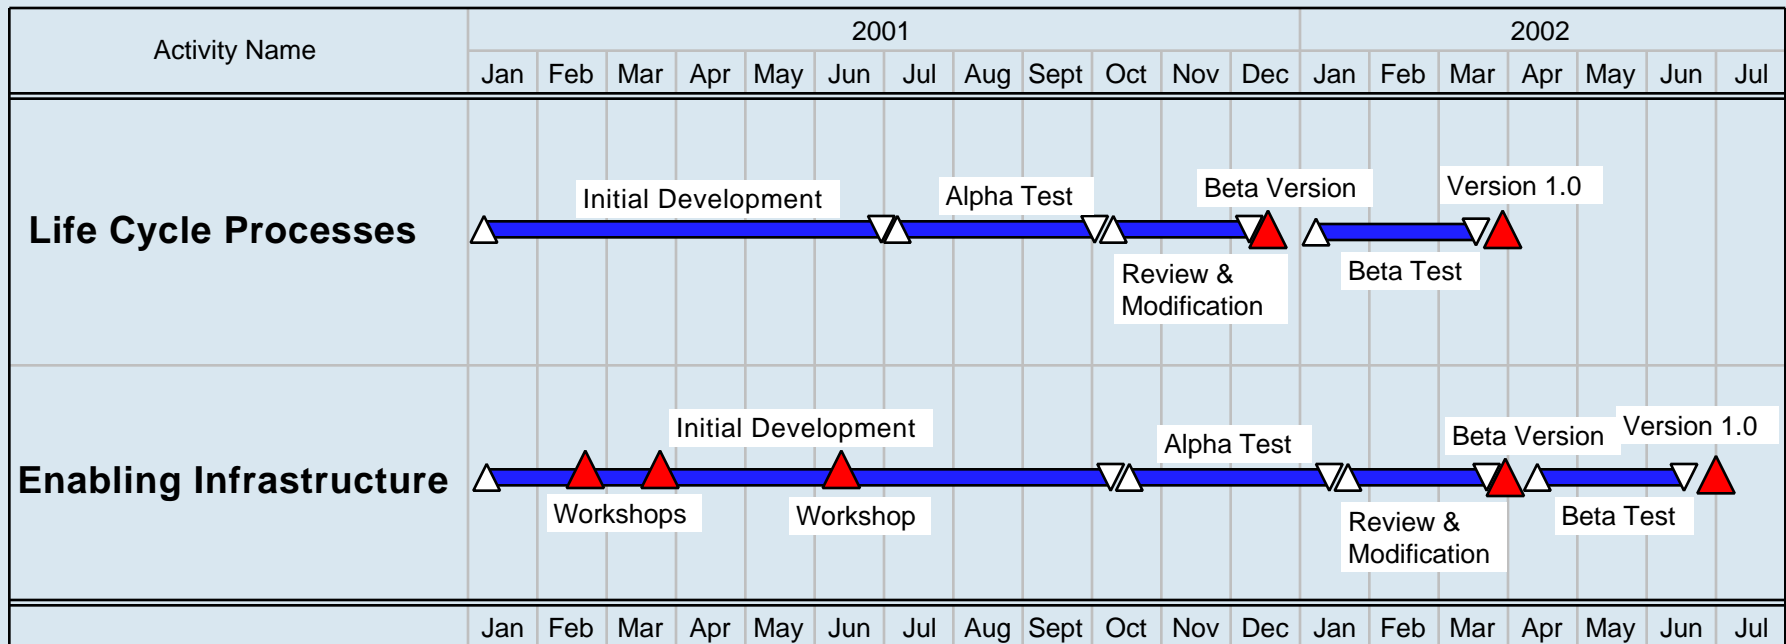 Activity Name
2001
2002
Jan Feb Mar Apr May Jun Jul Aug Sept Oct Nov Dec Jan Feb Mar Apr May Jun Jul
Life Cycle Processes
Initial Development
Alpha Test
Beta Version
Version 1.0
Review &
Modification
Beta Test
Enabling Infrastructure
Initial Development
Alpha Test
Beta Version
Version 1.0
Workshops
Workshop
Review &
Modification
Beta Test
Jan Feb Mar Apr May Jun Jul Aug Sept Oct Nov Dec Jan Feb Mar Apr May Jun Jul